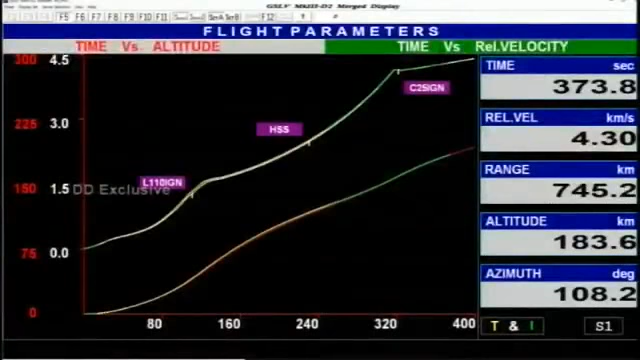 GSLV MkIII-D2 Merged Display
F5 F6 F7 F8 F9 F10 F11 SerA SerB F12
FLIGHT PARAMETERS
TIME Vs ALTITUDE
TIME Vs Rel.VELOCITY
300 4.5
225 3.0
150 1.5
75 0.0
0
80 160 240 320 400
L110IGN
HSS
C25IGN
DD Exclusive
TIME sec
373.8
REL.VEL km/s
4.30
RANGE km
745.2
ALTITUDE km
183.6
AZIMUTH deg
108.2
T & I S1